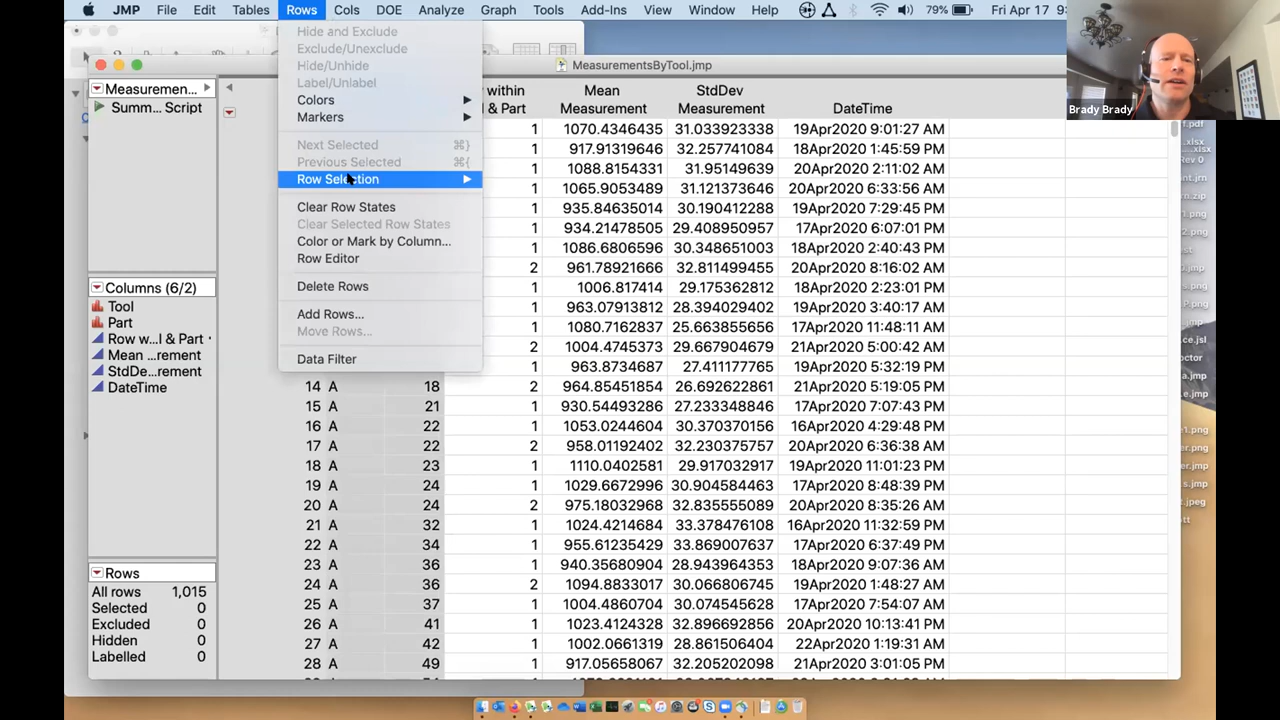 JMP File Edit Tables Rows Cols DOE Analyze Graph Tools Add-Ins View Window Help 79% Fri Apr 17 9:
Brady Brady
MeasurementsByTool.jmp
Measuremen...
Summ... Script
Hide and Exclude
Exclude/Unexclude
Hide/Unhide
Label/Unlabel
Colors
Markers
Next Selected ⌘}
Previous Selected ⌘{
Row Selection
Clear Row States
Clear Selected Row States
Color or Mark by Column...
Row Editor
Delete Rows
Add Rows...
Move Rows...
Data Filter
Columns (6/2)
Tool
Part
Row w...l & Part
Mean ...rement
StdDe...rement
DateTime
Rows
All rows 1,015
Selected 0
Excluded 0
Hidden 0
Labelled 0
within Mean StdDev
& Part Measurement Measurement DateTime
1 1070.4346435 31.033923338 19Apr2020 9:01:27 AM
1 917.91319646 32.257741084 18Apr2020 1:45:59 PM
1 1088.8154331 31.95149639 20Apr2020 2:11:02 AM
1 1065.9053489 31.121373646 20Apr2020 6:33:56 AM
1 935.84635014 30.190412288 19Apr2020 7:29:45 PM
1 934.21478505 29.408950957 17Apr2020 6:07:01 PM
1 1086.6806596 30.348651003 18Apr2020 2:40:43 PM
2 961.78921666 32.811499455 20Apr2020 8:16:02 AM
1 1006.817414 29.175362812 18Apr2020 2:23:01 PM
1 963.07913812 28.394029402 19Apr2020 3:40:17 AM
1 1080.7162837 25.663855656 17Apr2020 11:48:11 AM
2 1004.4745373 29.667904679 21Apr2020 5:00:42 AM
1 963.8734687 27.411177765 19Apr2020 5:32:19 PM
14 A 18 2 964.85451854 26.692622861 21Apr2020 5:19:05 PM
15 A 21 1 930.54493286 27.233348846 17Apr2020 7:07:43 PM
16 A 22 1 1053.0244604 30.370370156 16Apr2020 4:29:48 PM
17 A 22 2 958.01192402 32.230375757 20Apr2020 6:36:38 AM
18 A 23 1 1110.0402581 29.917032917 19Apr2020 11:01:23 PM
19 A 24 1 1029.6672996 30.904584463 17Apr2020 8:48:39 PM
20 A 24 2 975.18032968 32.835555089 20Apr2020 8:35:26 AM
21 A 32 1 1024.4214684 33.378476108 16Apr2020 11:32:59 PM
22 A 34 1 955.61235429 33.869007637 17Apr2020 6:37:49 PM
23 A 36 1 940.35680904 28.943964353 18Apr2020 9:07:36 AM
24 A 36 2 1094.8833017 30.066806745 19Apr2020 1:48:27 AM
25 A 37 1 1004.4860704 30.074545628 17Apr2020 7:54:07 AM
26 A 41 1 1023.4124328 32.896692856 20Apr2020 10:13:41 PM
27 A 42 1 1002.0661319 28.861506404 22Apr2020 1:19:31 AM
28 A 49 1 917.05658067 32.205202098 21Apr2020 3:01:05 PM
.xlsx
Rev 0